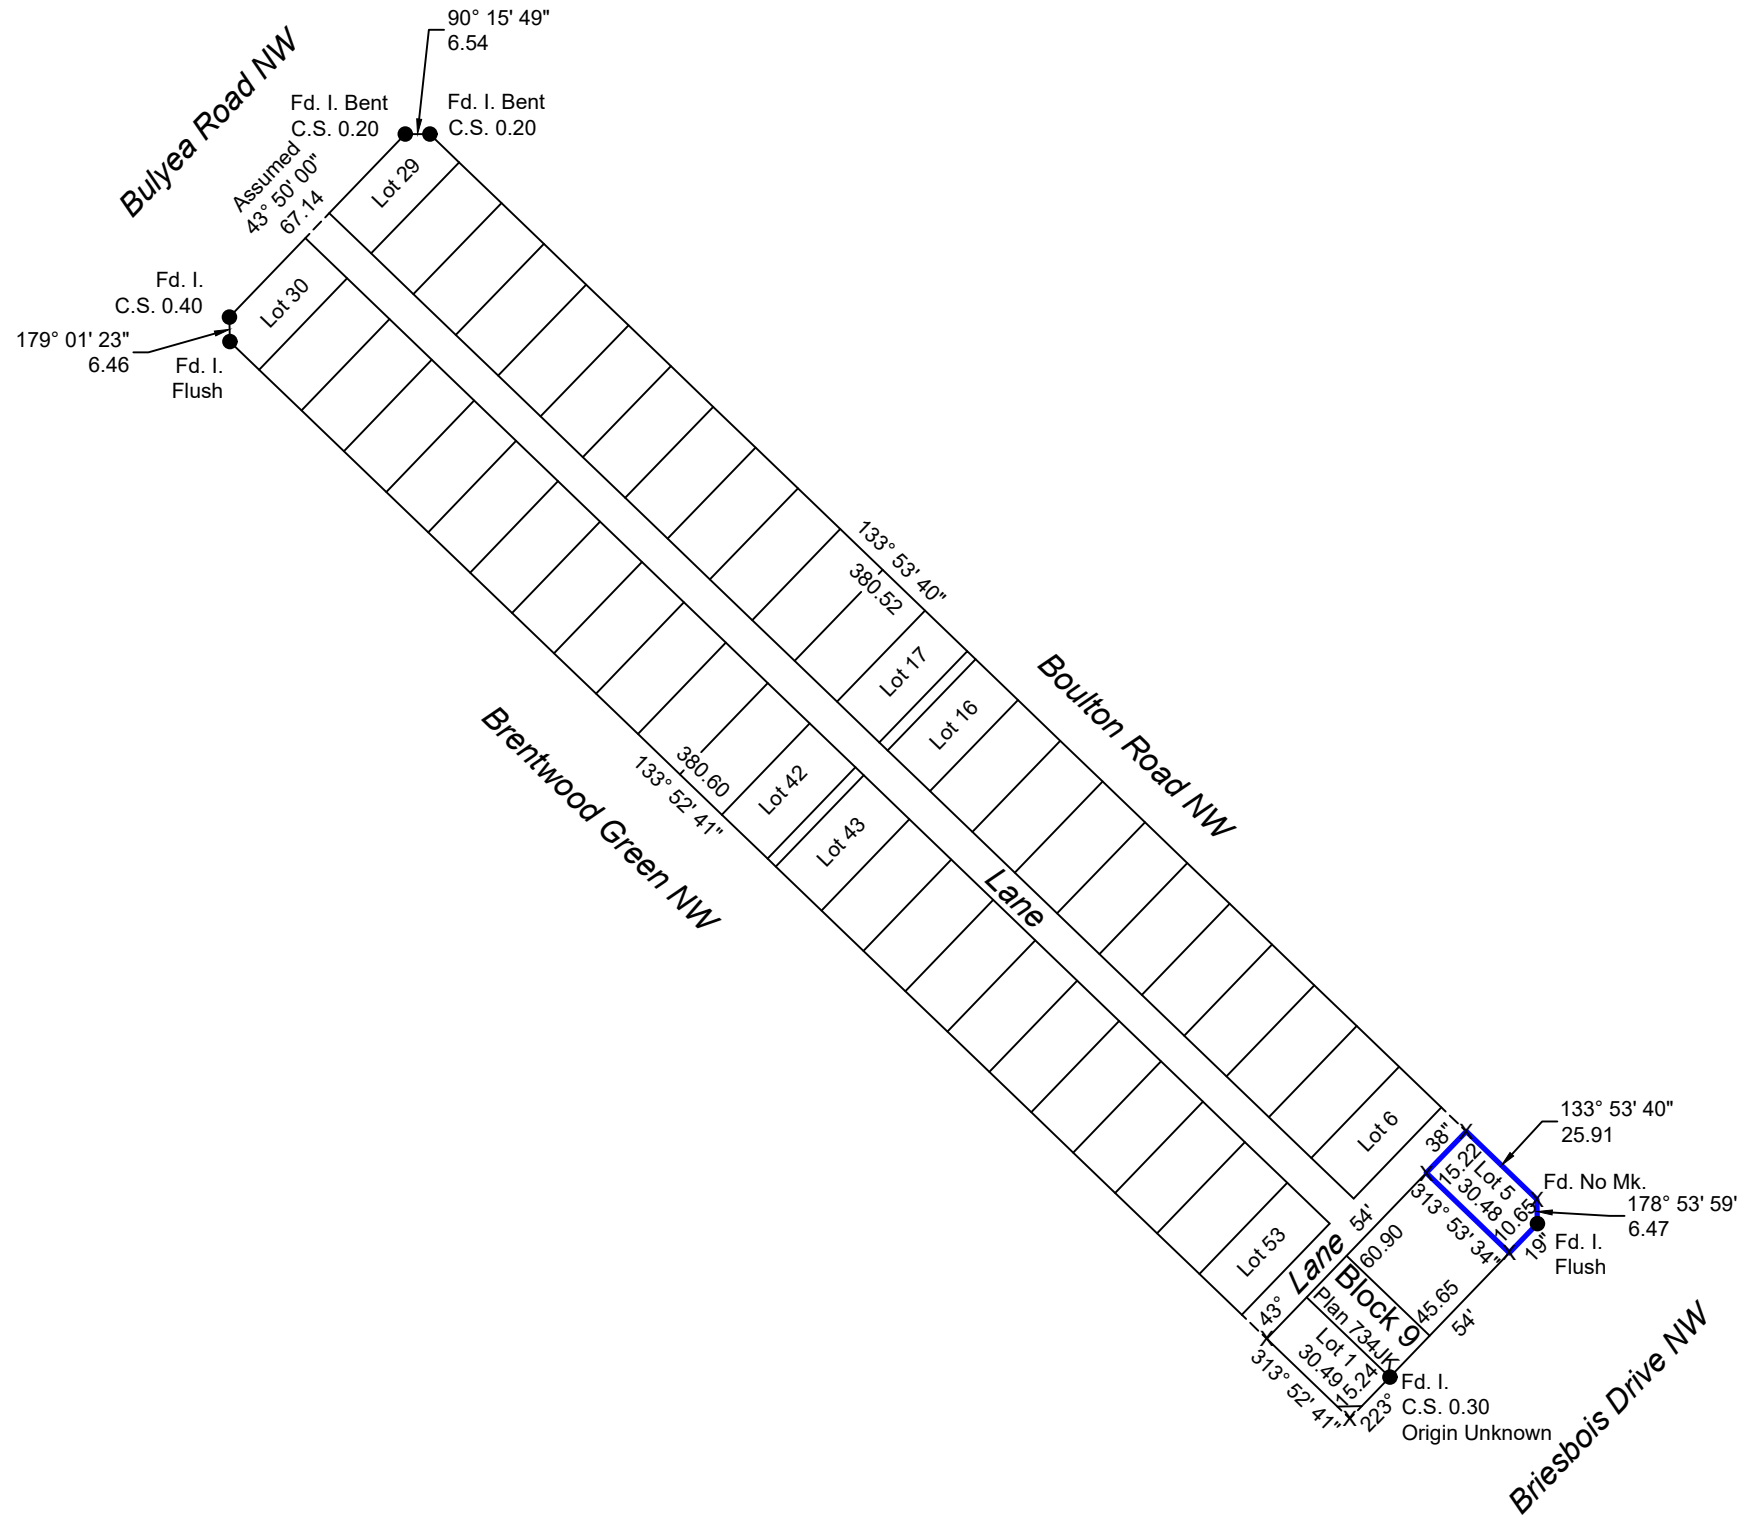 90° 15' 49"
6.54
Bulyea Road NW
Fd. I. Bent
C.S. 0.20
Fd. I. Bent
C.S. 0.20
Assumed
43° 50' 00"
67.14
Lot 29
Fd. I.
C.S. 0.40
Lot 30
179° 01' 23"
6.46
Fd. I.
Flush
133° 53' 40"
380.52
Lot 17
Lot 16
Boulton Road NW
Brentwood Green NW
380.60
133° 52' 41"
Lot 42
Lot 43
Lane
Lot 6
133° 53' 40"
25.91
38"
15.22
Lot 5
30.48
10.65
Fd. No Mk.
178° 53' 59"
6.47
313° 53' 34"
19"
Fd. I.
Flush
54'
60.90
Lot 53
Lane
43°
Block 9
Plan 734JK
45.65
54'
Lot 1
30.49
15.24
313° 52' 41"
223°
Fd. I.
C.S. 0.30
Origin Unknown
Briesbois Drive NW